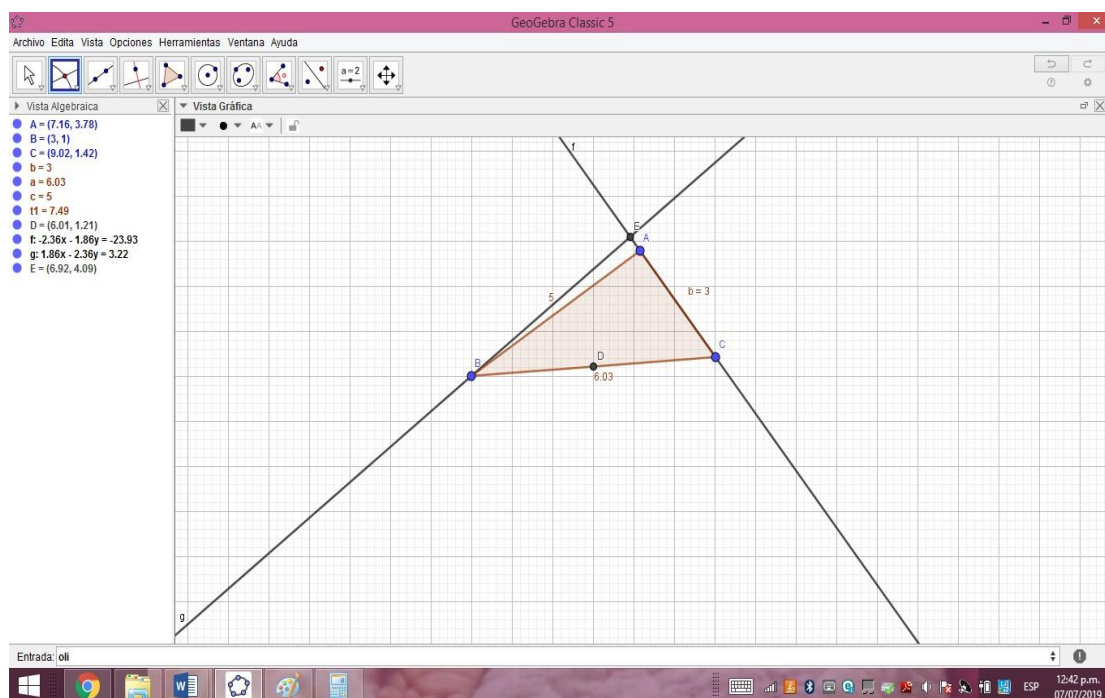 GeoGebra Classic 5
Archivo Edita Vista Opciones Herramientas Ventana Ayuda
a=2
Vista Algebraica
Vista Gráfica
A = (7.16, 3.78)
B = (3, 1)
C = (9.02, 1.42)
b = 3
a = 6.03
c = 5
t1 = 7.49
D = (6.01, 1.21)
f: -2.36x - 1.86y = -23.93
g: 1.86x - 2.36y = 3.22
E = (6.92, 4.09)
AA
f
E
A
b = 3
5
C
B
D
6.03
g
Entrada: oli
ESP
12:42 p.m.
07/07/2019